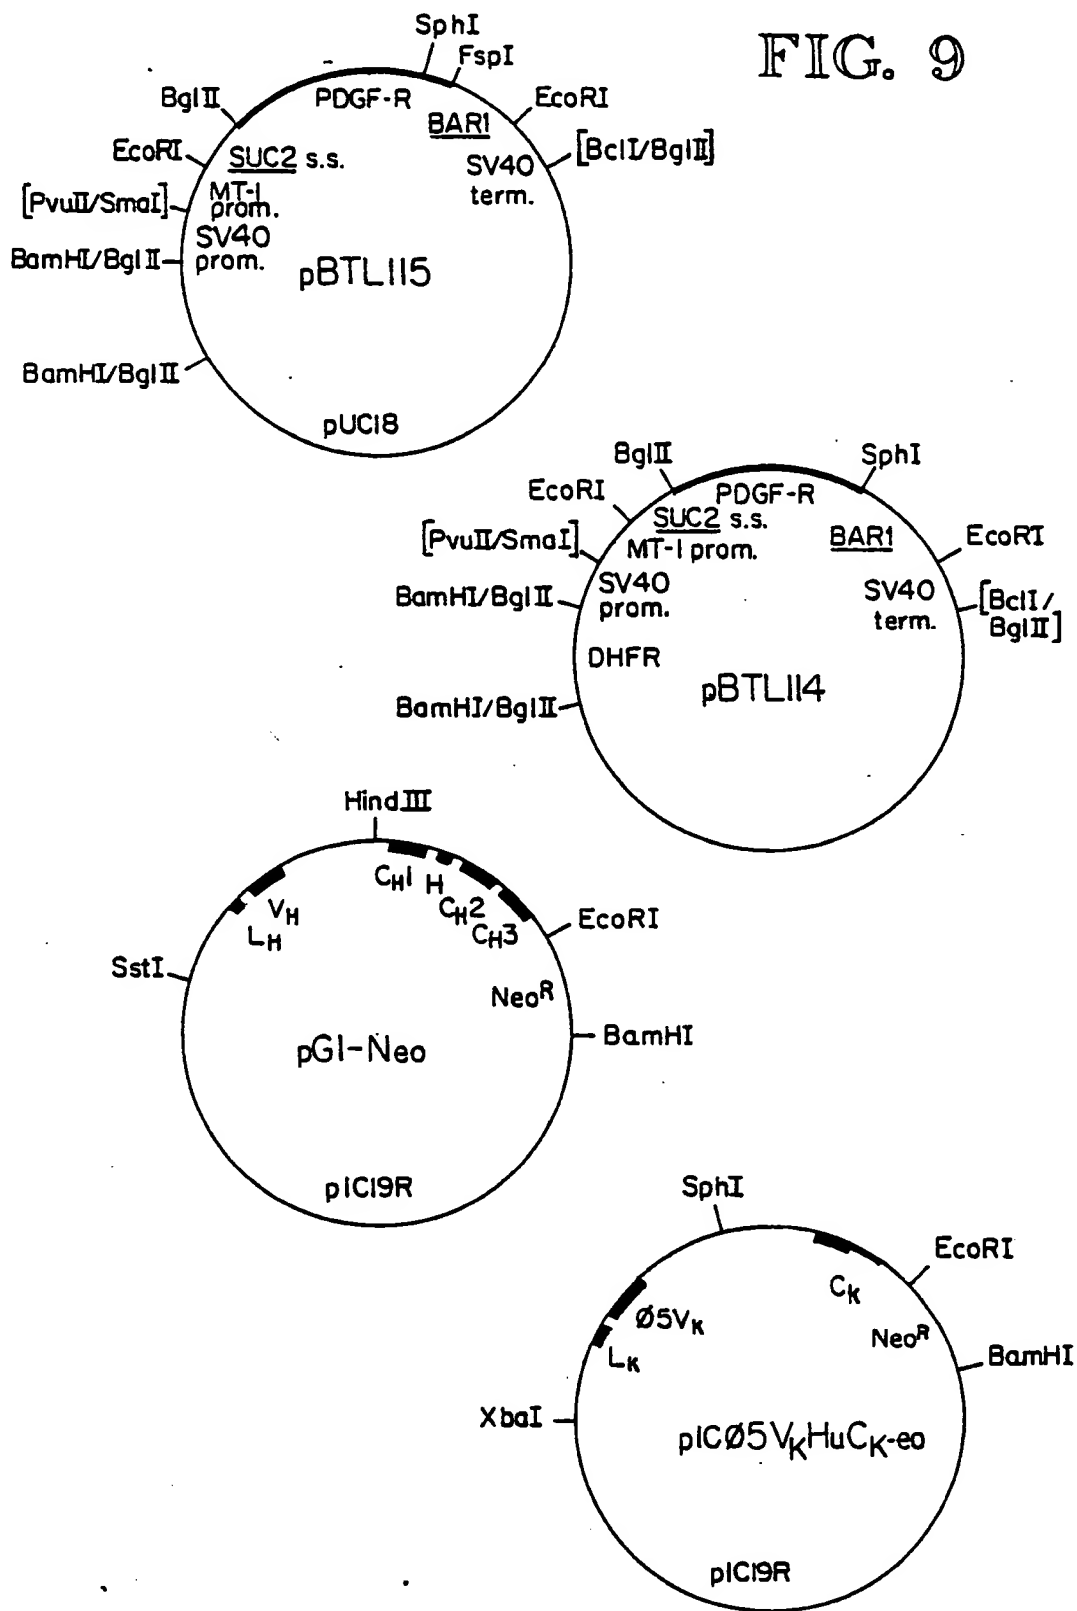 FIG. 9
SphI
FspI
BglII
PDGF-R
EcoRI
BAR1
EcoRI
SUC2 s.s.
[BclI/BglII]
SV40
term.
[PvuII/SmaI]
MT-I
prom.
BamHI/BglII
SV40
prom.
pBTL115
BamHI/BglII
pUC18
BglII
SphI
EcoRI
PDGF-R
SUC2 s.s.
BAR1
EcoRI
[PvuII/SmaI]
MT-I prom.
BamHI/BglII
SV40
prom.
SV40
term.
[BclI/
BglII]
DHFR
pBTL114
BamHI/BglII
HindIII
CH1
H
CH2
CH3
VH
LH
EcoRI
SstI
NeoR
BamHI
pG1-Neo
pIC19R
SphI
EcoRI
CK
Ø5VK
NeoR
LK
BamHI
XbaI
pICØ5VKHuCK-eo
pIC19R